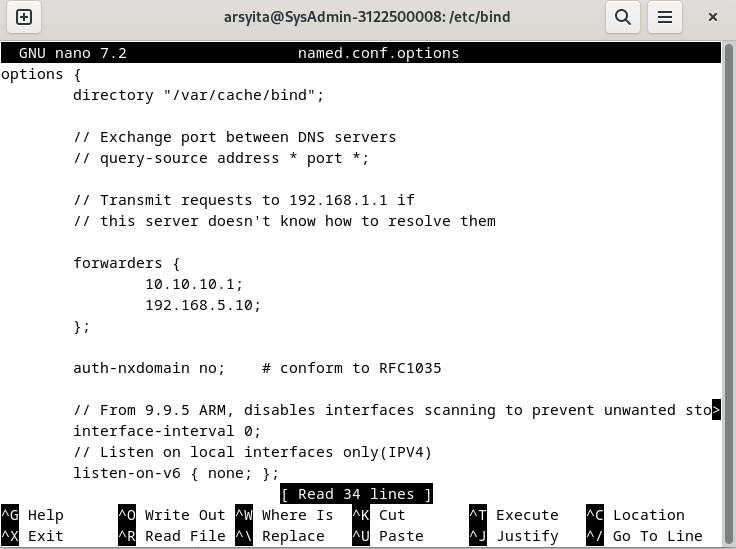 arsyita@SysAdmin-3122500008: /etc/bind
GNU nano 7.2 named.conf.options
options {
directory "/var/cache/bind";
// Exchange port between DNS servers
// query-source address * port *;
// Transmit requests to 192.168.1.1 if
// this server doesn't know how to resolve them
forwarders {
10.10.10.1;
192.168.5.10;
};
auth-nxdomain no; # conform to RFC1035
// From 9.9.5 ARM, disables interfaces scanning to prevent unwanted sto>
interface-interval 0;
// Listen on local interfaces only(IPV4)
listen-on-v6 { none; };
[ Read 34 lines ]
^G Help ^O Write Out ^W Where Is ^K Cut ^T Execute ^C Location
^X Exit ^R Read File ^\ Replace ^U Paste ^J Justify ^/ Go To Line